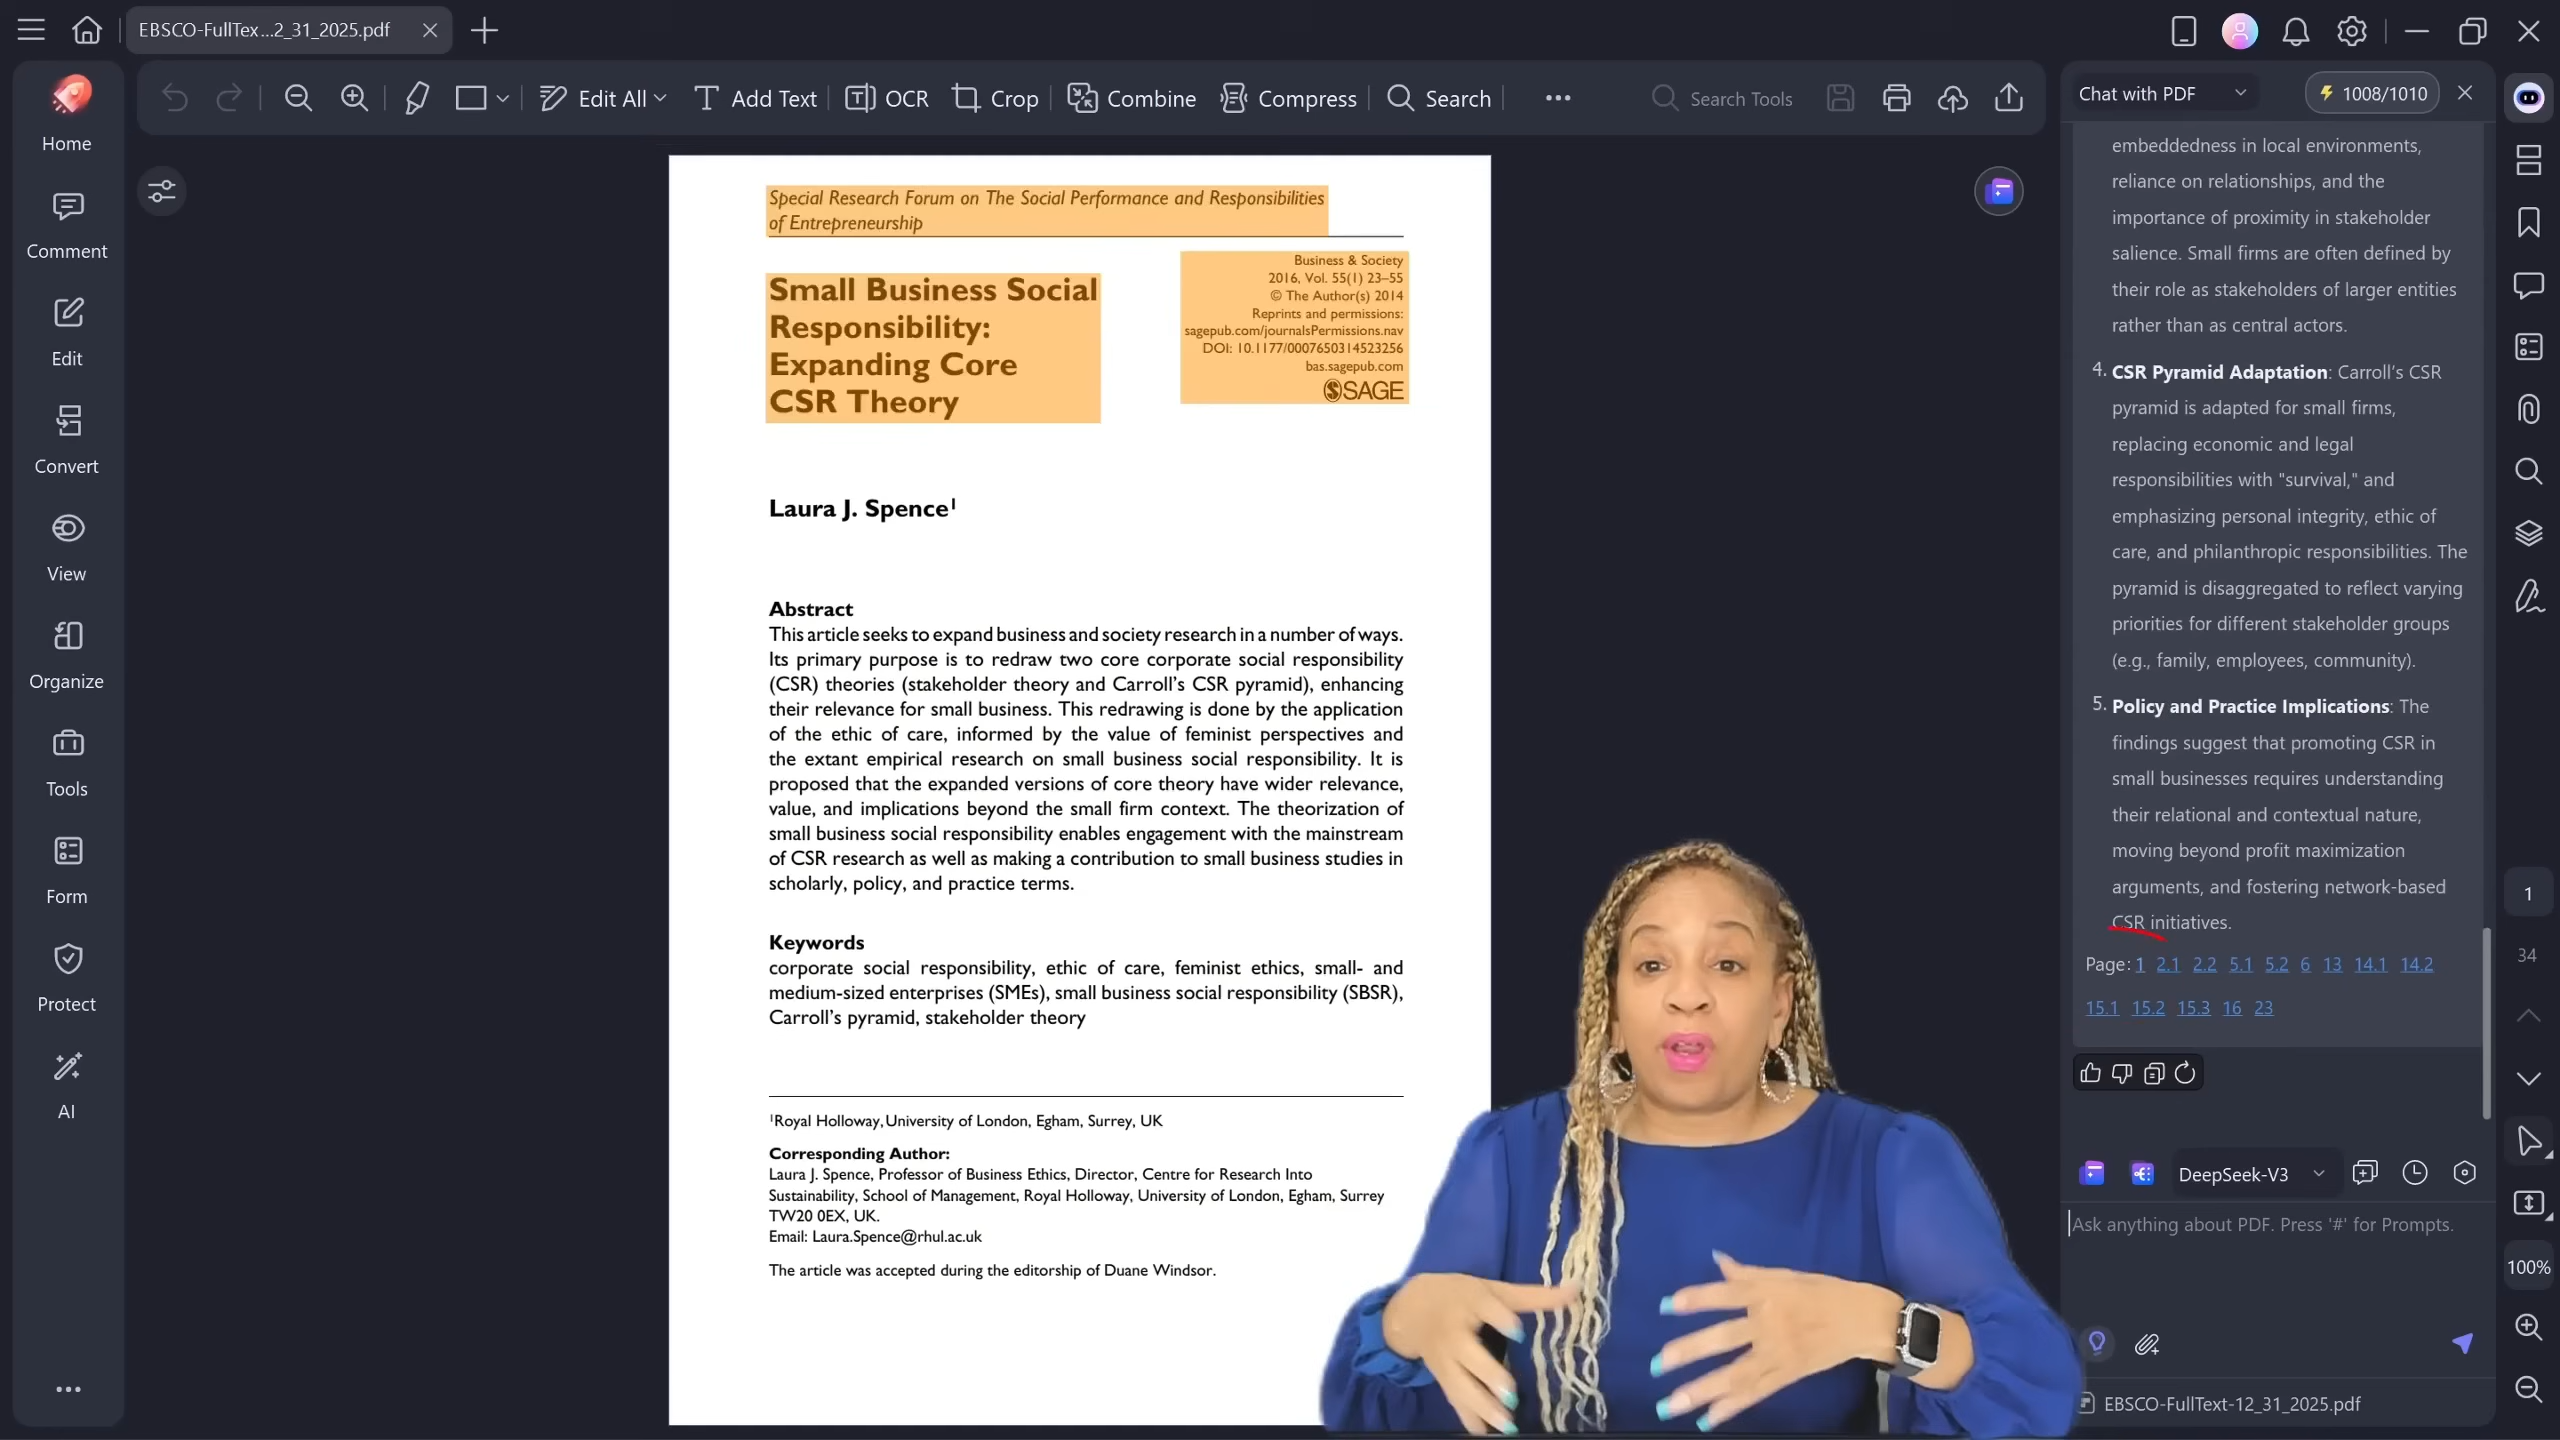 EBSCO-FullTex...2_31_2025.pdf
Home
Comment
Edit
Convert
View
Organize
Tools
Form
Protect
AI
Edit All
Add Text
OCR
Crop
Combine
Compress
Search
Search Tools
Special Research Forum on The Social Performance and Responsibilities
of Entrepreneurship
Small Business Social
Responsibility:
Expanding Core
CSR Theory
Business & Society
2016, Vol. 55(1) 23–55
© The Author(s) 2014
Reprints and permissions:
sagepub.com/journalsPermissions.nav
DOI: 10.1177/0007650314523256
bas.sagepub.com
SAGE
Laura J. Spence¹
Abstract
This article seeks to expand business and society research in a number of ways.
Its primary purpose is to redraw two core corporate social responsibility
(CSR) theories (stakeholder theory and Carroll's CSR pyramid), enhancing
their relevance for small business. This redrawing is done by the application
of the ethic of care, informed by the value of feminist perspectives and
the extant empirical research on small business social responsibility. It is
proposed that the expanded versions of core theory have wider relevance,
value, and implications beyond the small firm context. The theorization of
small business social responsibility enables engagement with the mainstream
of CSR research as well as making a contribution to small business studies in
scholarly, policy, and practice terms.
Keywords
corporate social responsibility, ethic of care, feminist ethics, small- and
medium-sized enterprises (SMEs), small business social responsibility (SBSR),
Carroll's pyramid, stakeholder theory
¹Royal Holloway, University of London, Egham, Surrey, UK
Corresponding Author:
Laura J. Spence, Professor of Business Ethics, Director, Centre for Research Into
Sustainability, School of Management, Royal Holloway, University of London, Egham, Surrey
TW20 0EX, UK.
Email: Laura.Spence@rhul.ac.uk
The article was accepted during the editorship of Duane Windsor.
Chat with PDF
1008/1010
embeddedness in local environments,
reliance on relationships, and the
importance of proximity in stakeholder
salience. Small firms are often defined by
their role as stakeholders of larger entities
rather than as central actors.
4. CSR Pyramid Adaptation: Carroll's CSR
pyramid is adapted for small firms,
replacing economic and legal
responsibilities with "survival," and
emphasizing personal integrity, ethic of
care, and philanthropic responsibilities. The
pyramid is disaggregated to reflect varying
priorities for different stakeholder groups
(e.g., family, employees, community).
5. Policy and Practice Implications: The
findings suggest that promoting CSR in
small businesses requires understanding
their relational and contextual nature,
moving beyond profit maximization
arguments, and fostering network-based
CSR initiatives.
Page: 1 2.1 2.2 5.1 5.2 6 13 14.1 14.2
15.1 15.2 15.3 16 23
DeepSeek-V3
Ask anything about PDF. Press '#' for Prompts.
EBSCO-FullText-12_31_2025.pdf
1
34
100%